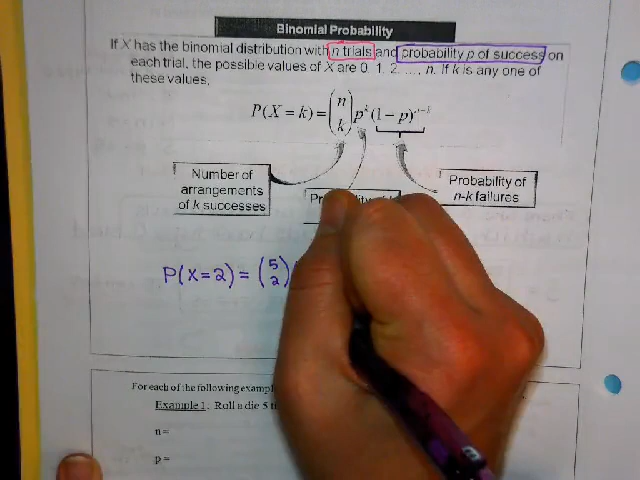 Binomial Probability
If X has the binomial distribution with n trials and probability p of success on
each trial, the possible values of X are 0, 1, 2, ..., n. If k is any one of
these values,
P(X = k) = (n k) p^k (1 − p)^{n−k}
Number of
arrangements
of k successes
Probability of
n-k failures
P(X=2) = (5 2)
For each of the following
Example 1. Roll a die 5
n=
p=